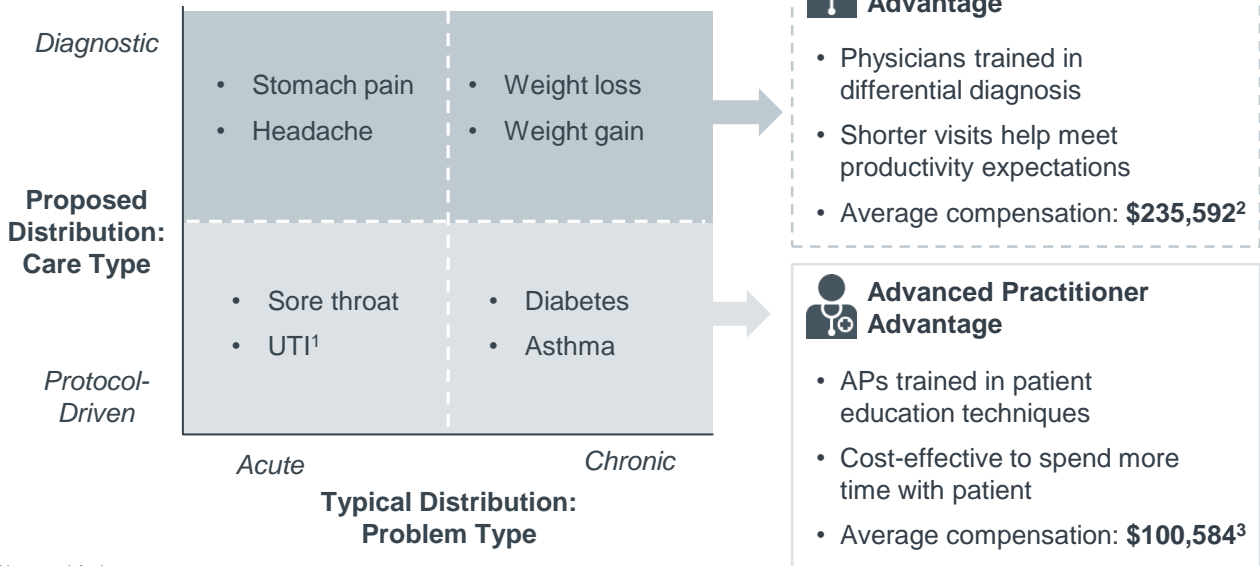 Diagnostic
• Stomach pain
• Headache
• Weight loss
• Weight gain
Proposed
Distribution:
Care Type
• Sore throat
• UTI¹
• Diabetes
• Asthma
Protocol-
Driven
Acute
Chronic
Typical Distribution:
Problem Type
Advantage
• Physicians trained in
differential diagnosis
• Shorter visits help meet
productivity expectations
• Average compensation: $235,592²
Advanced Practitioner
Advantage
• APs trained in patient
education techniques
• Cost-effective to spend more
time with patient
• Average compensation: $100,584³